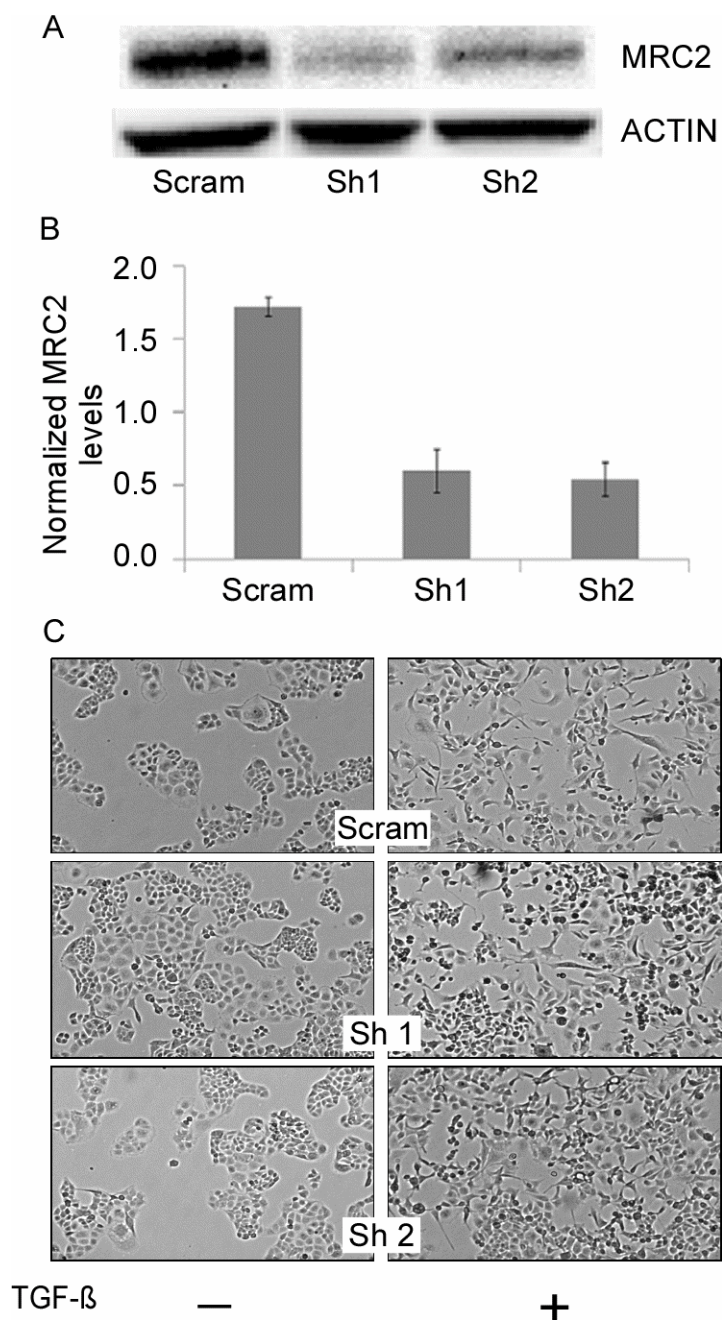 A
MRC2
ACTIN
Scram Sh1 Sh2
B
Normalized MRC2
levels
2.0
1.5
1.0
0.5
0.0
Scram Sh1 Sh2
C
Scram
Sh 1
Sh 2
TGF-ß — +